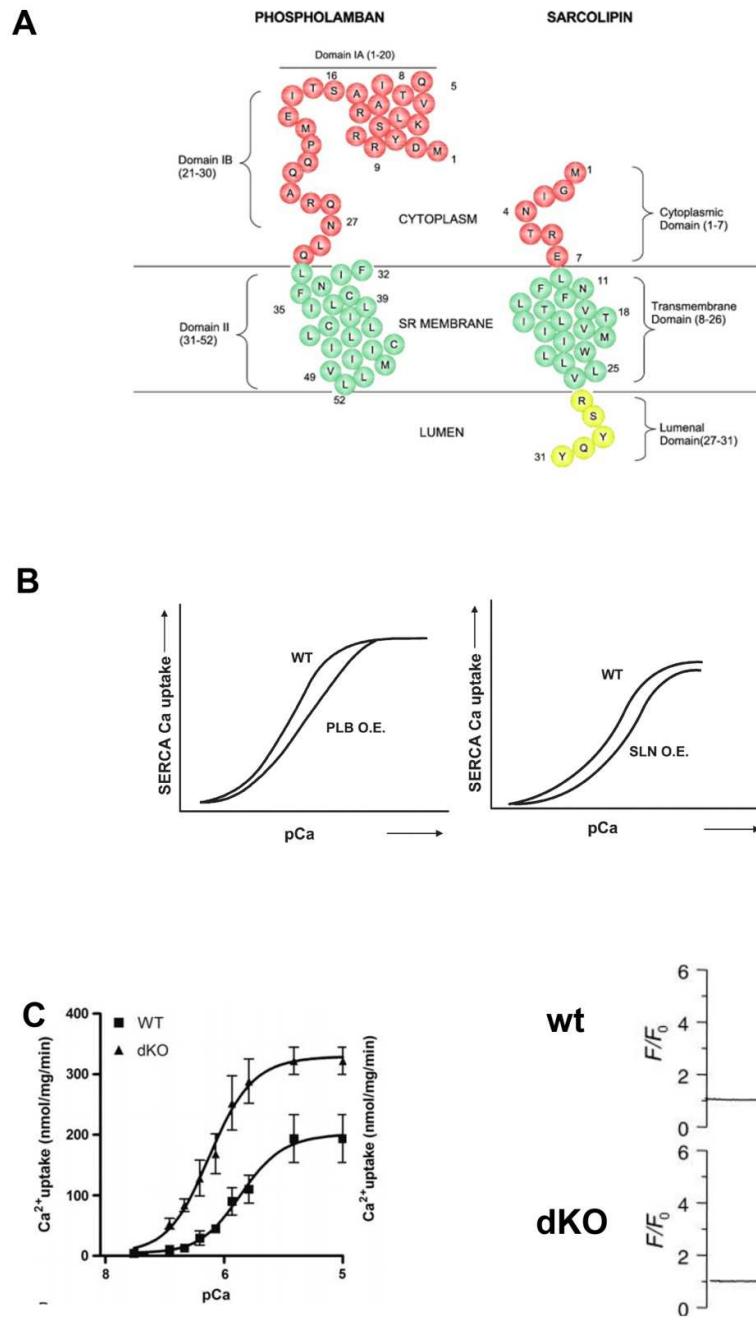 A
PHOSPHOLAMBAN
SARCOLIPIN
Domain IA (1-20)
16
8
5
I T S A I Q
E R A T V
M R S L K
P R R Y D M
Q Q
9
1
A R Q
N
27
L
Q
Domain IB
(21-30)
CYTOPLASM
M 1
G
I
4 N
T R
E 7
Cytoplasmic
Domain (1-7)
L N I F 32
F I L C L 39
35
L C I L
I L I C
V I M
49
L L
52
Domain II
(31-52)
SR MEMBRANE
L
F N 11
L T F V T 18
I I L V M
I I W
L L L 25
V
Transmembrane
Domain (8-26)
LUMEN
R
S
Y
Q
31 Y
Lumenal
Domain(27-31)
B
SERCA Ca uptake
WT
PLB O.E.
pCa
SERCA Ca uptake
WT
SLN O.E.
pCa
C
WT
dKO
Ca2+uptake (nmol/mg/min)
400
300
200
100
0
8
6
5
pCa
Ca2+uptake (nmol/mg/min)
wt
F/F0
6
4
2
0
dKO
F/F0
6
4
2
0